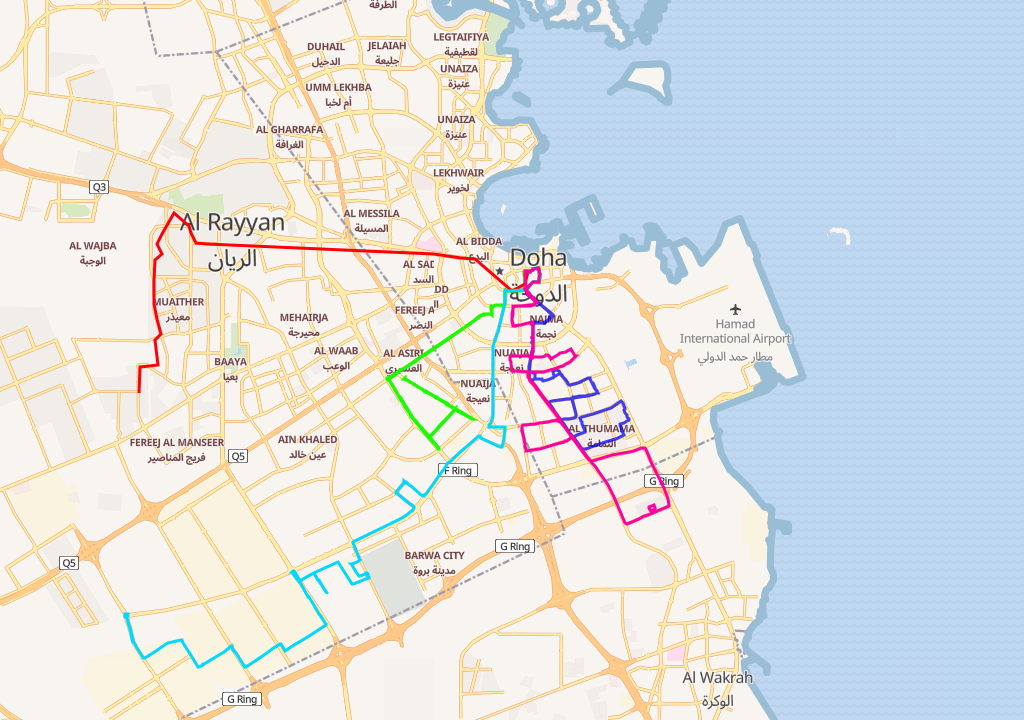 الطرفة
LEGTAIFIYA
لقطيفية
DUHAIL
الدحيل
JELAIAH
جليعة
UNAIZA
عنيزة
UMM LEKHBA
أم لخبا
UNAIZA
عنيزة
AL GHARRAFA
الغرافة
LEKHWAIR
لخوير
Q3
AL MESSILA
المسيلة
Al Rayyan
الريان
AL WAJBA
الوجبة
AL BIDDA
البدع
Doha
الدوحة
AL SAD
السد
DD
ال
MUAITHER
معيذر
MEHAIRJA
محيرجة
FEREEJ A
النصر
NAJMA
نجمة
Hamad
International Airport
مطار حمد الدولي
BAAYA
بعيا
AL WAAB
الوعب
AL ASIRI
العسيري
NUAIJA
نعيجة
NUAIJA
نعيجة
AL THUMAMA
الثمامة
FEREEJ AL MANSEER
فريج المناصير
AIN KHALED
عين خالد
Q5
F Ring
G Ring
G Ring
BARWA CITY
مدينة بروة
Q5
G Ring
Al Wakrah
الوكرة